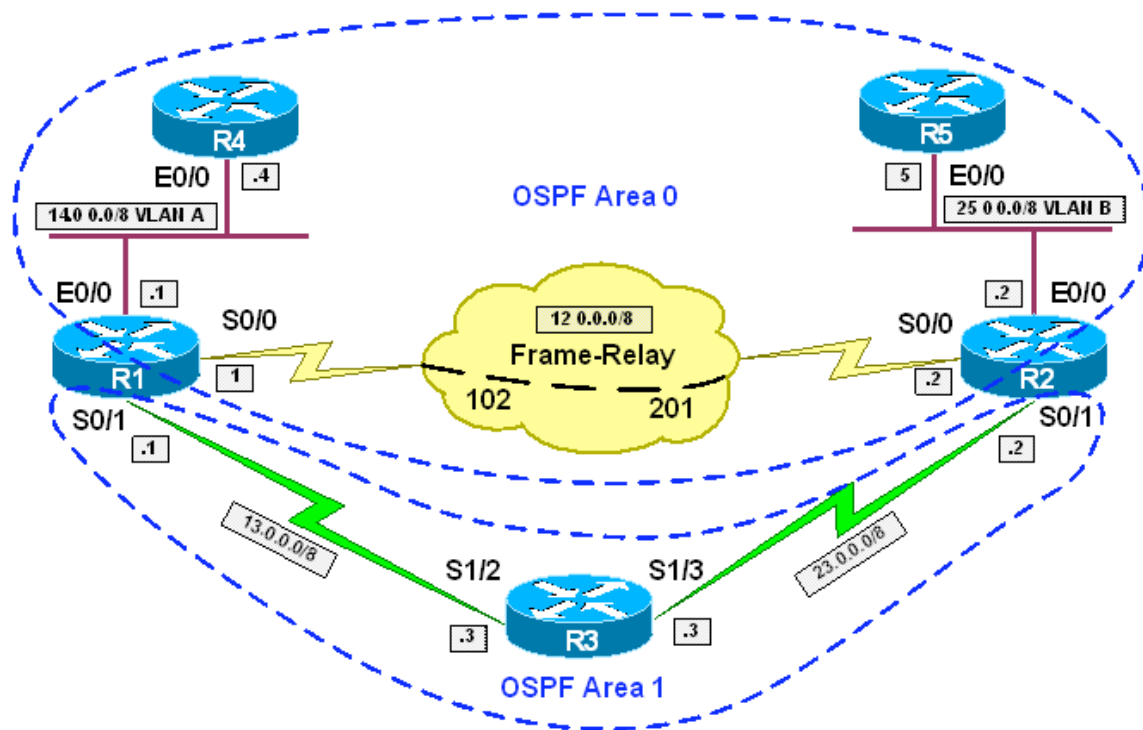 R4
R5
E0/0
.4
5
E0/0
OSPF Area 0
14.0 0.0/8 VLAN A
25 0 0.0/8 VLAN B
E0/0
.1
.2
E0/0
S0/0
12 0.0.0/8
S0/0
Frame-Relay
R1
1
.2
R2
102
201
S0/1
S0/1
.1
.2
13.0.0.0/8
23.0.0.0/8
S1/2
S1/3
.3
R3
.3
OSPF Area 1